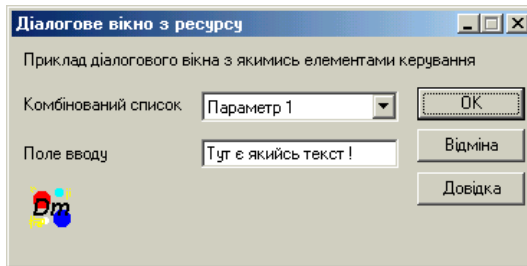 Діалогове вікно з ресурсу
Приклад діалогового вікна з якимись елементами керування
Комбінований список
Параметр 1
OK
Поле вводу
Тут є якийсь текст !
Відміна
Довідка
Dm